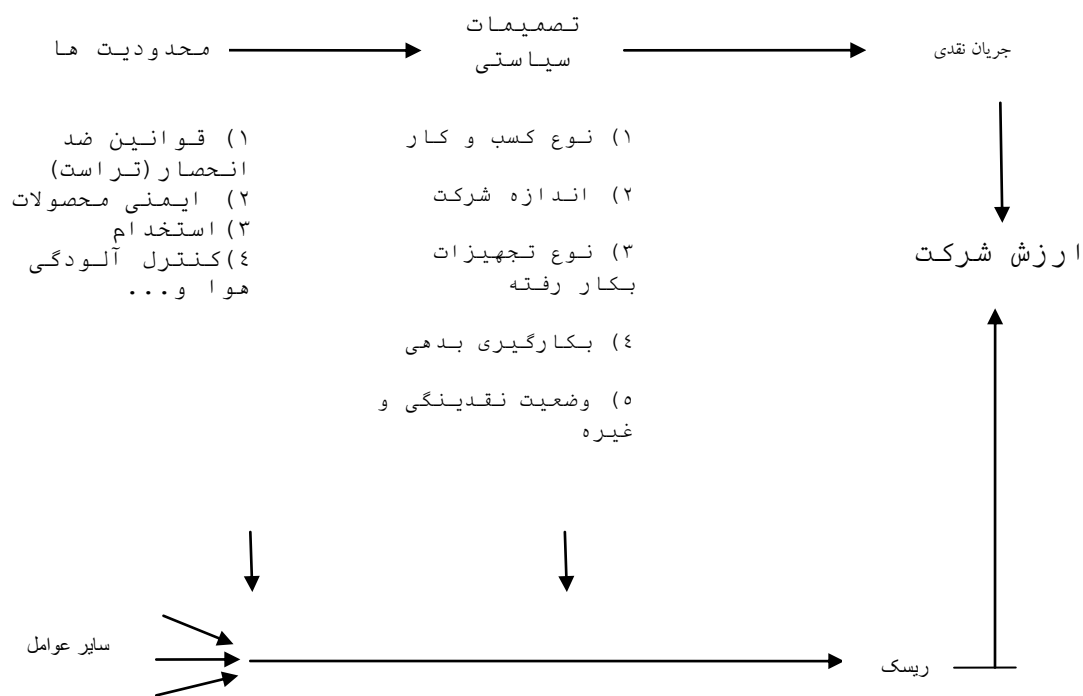 تصمیمات
سیاستی
محدودیت ها
جریان نقدی
۱) قوانین ضد
انحصار(تراست)
۲) ایمنی محصولات
۳)استخدام
٤)کنترل آلودگی
هوا و...
۱) نوع کسب و کار
۲) اندازه شرکت
۳) نوع تجهیزات
بکار رفته
٤) بکارگیری بدهی
۵) وضعیت نقدینگی و
غیره
ارزش شرکت
سایر عوامل
ریسک